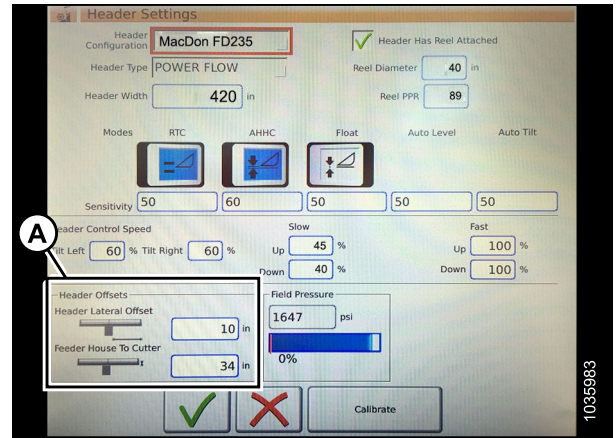 Header Settings
Header Configuration MacDon FD235
Header Has Reel Attached
Header Type POWER FLOW
Reel Diameter 40 in
Header Width 420 in
Reel PPR 89
Modes RTC AHHC Float Auto Level Auto Tilt
Sensitivity 50 60 50 50 50
eader Control Speed Slow Fast
A
Tilt Left 60 % Tilt Right 60 % Up 45 % Up 100 %
Down 40 % Down 100 %
Header Offsets Field Pressure
Header Lateral Offset
10 in 1647 psi
Feeder House To Cutter
34 in 0%
Calibrate
1035983